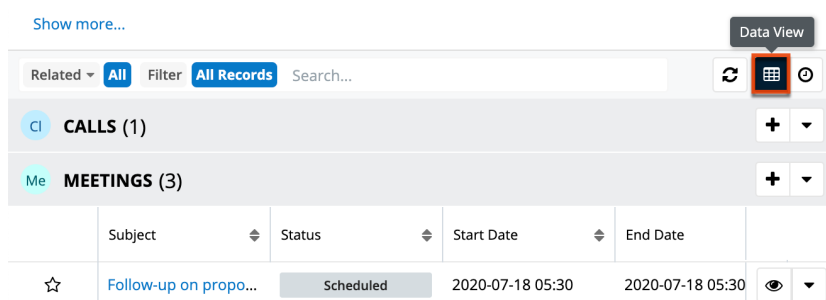 Show more...
Data View
Related All Filter All Records Search...
Cl CALLS (1)
Me MEETINGS (3)
Subject Status Start Date End Date
Follow-up on propo... Scheduled 2020-07-18 05:30 2020-07-18 05:30